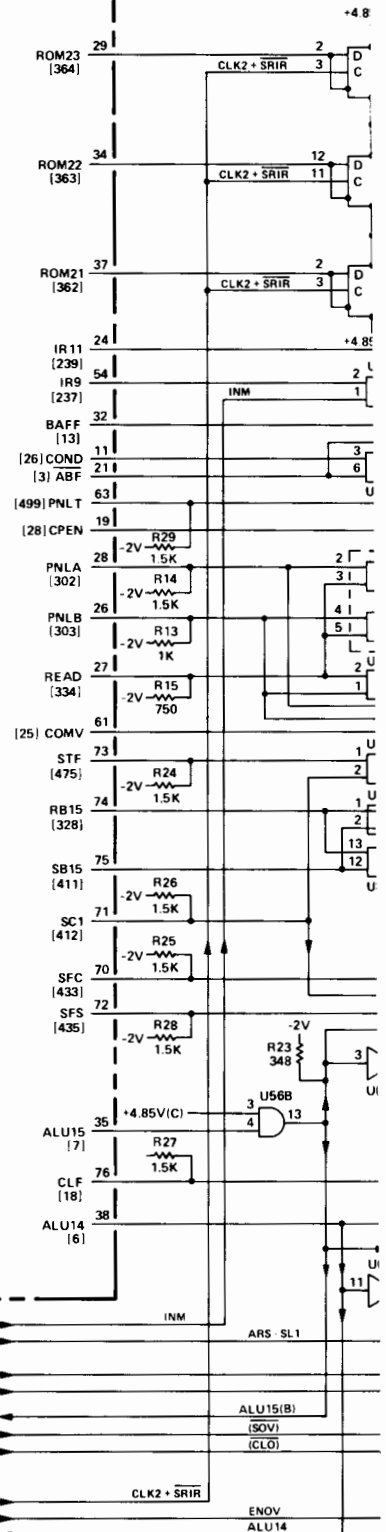 +4.8
29 2
ROM23 D
[364] CLK2 + SRIR 3 C
34 12
ROM22 D
[363] CLK2 + SRIR 11 C
37 2
ROM21 D
[362] CLK2 + SRIR 3 C
24 +4.85
IR11
[239] U
54 2
IR9
[237] INM 1
32
BAFF
[13]
[26] COND 11 3
[3] ABF 21 6
63 U
[499] PNLT
19
[28] CPEN R29
-2V
28 1.5K 2
PNLA R14 3
[302] -2V
1.5K
26 4
PNLB R13 5
[303] -2V
1K U
27 2
READ R15 1
[334] -2V
750
61
[25] COMV U
73 1
STF R24 2
[475] -2V
1.5K U
74 1
RB15 2
[328] 13
75 12
SB15 R26 U
[411] -2V
71 1.5K
SC1
[412] R25
-2V
70 1.5K
SFC
[433]
72
SFS R28 -2V
[435] -2V R23
1.5K 348 3
U56B U
+4.85V(C) 3 13
35 4
ALU15
[7] R27
76 1.5K
CLF
[18]
38
ALU14
[6]
U
11
INM
ARS · SL1
ALU15(B)
(SOV)
(CLO)
CLK2 + SRIR
ENOV
ALU14